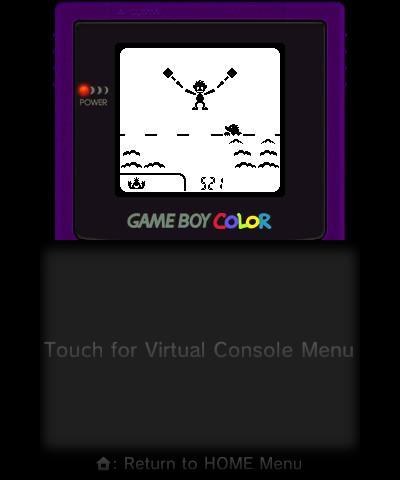 POWER
521
GAME BOY COLOR
Touch for Virtual Console Menu
: Return to HOME Menu